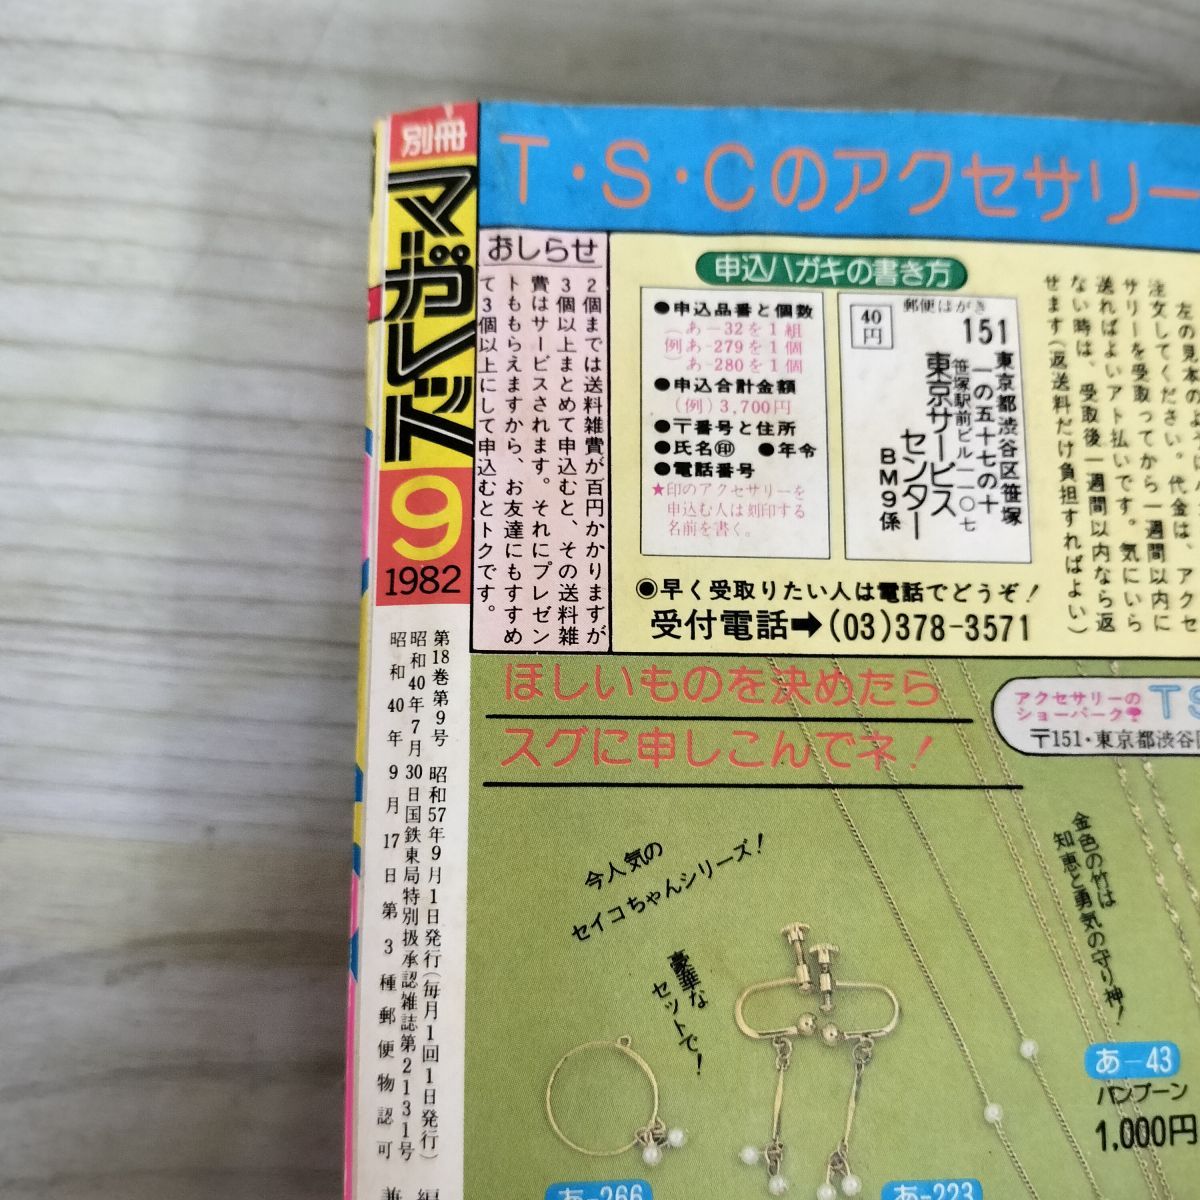 別冊
マーガレット
9
1982
第18巻第9号 昭和57年9月1日発行(毎月1回1日発行)
昭和40年7月30日国鉄東局特別扱承認雑誌第2131号
昭和40年9月17日第3種郵便物認可
T・S・Cのアクセサリー
おしらせ
2個までは送料雑費が百円かかりますが
3個以上まとめて申込むと、その送料雑
費はサービスされます。それにプレゼン
トももらえますから、お友達にもすすめ
て3個以上にして申込むとトクです。
申込ハガキの書き方
●申込品番と個数
(あ-32を1組
例あ-279を1個
)あ-280を1個
●申込合計金額
(例)3,700円
●〒番号と住所
●氏名㊞ ●年令
●電話番号
★印のアクセサリーを
申込む人は刻印する
名前を書く。
40円
郵便はがき
151
東京都渋谷区笹塚
一の五十七の十
笹塚駅前ビル一一〇七
東京サービス
センター
BM9係
左の見本のように
注文してください。代金は、アクセ
サリーを受取ってから一週間以内に
送ればよいアト払いです。気にいら
ない時は、受取後一週間以内なら返
せます(返送料だけ負担すればよい)
◉早く受取りたい人は電話でどうぞ!
受付電話➡(03)378-3571
ほしいものを決めたら
スグに申しこんでネ!
アクセサリーの
ショーパーク
TS
〒151・東京都渋谷
今人気の
セイコちゃんシリーズ!
豪華な
セットで!
金色の竹は
知恵と勇気の守り神!
あ-43
バンブーン
1,000円
あ-266
あ-223